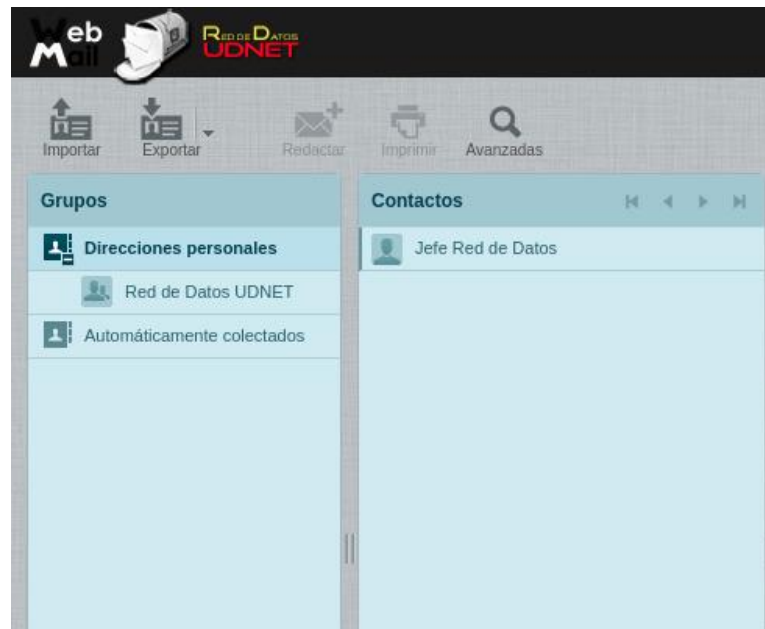 Web Mail RED DE DATOS UDNET
Importar Exportar Redactar Imprimir Avanzadas
Grupos
Direcciones personales
Red de Datos UDNET
Automáticamente colectados
Contactos
Jefe Red de Datos